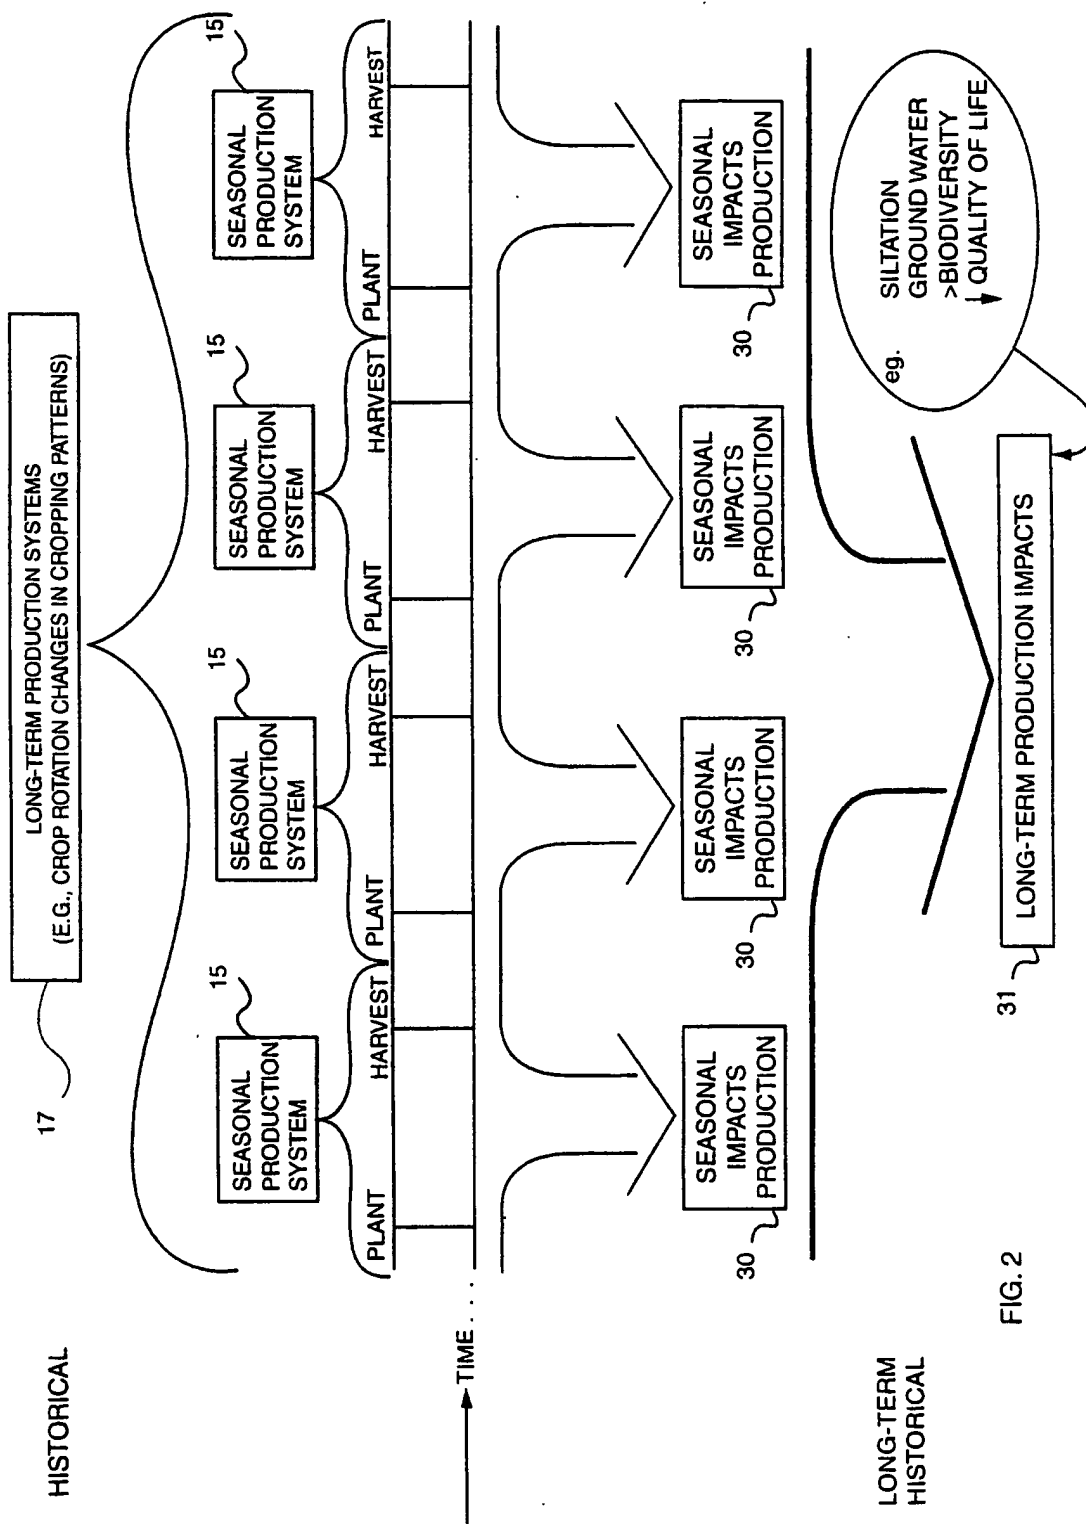 HISTORICAL
17
LONG-TERM PRODUCTION SYSTEMS
(E.G., CROP ROTATION CHANGES IN CROPPING PATTERNS)
15
SEASONAL
PRODUCTION
SYSTEM
15
SEASONAL
PRODUCTION
SYSTEM
15
SEASONAL
PRODUCTION
SYSTEM
15
SEASONAL
PRODUCTION
SYSTEM
PLANT
HARVEST
PLANT
HARVEST
PLANT
HARVEST
PLANT
HARVEST
TIME . . .
SEASONAL
IMPACTS
PRODUCTION
30
SEASONAL
IMPACTS
PRODUCTION
30
SEASONAL
IMPACTS
PRODUCTION
30
SEASONAL
IMPACTS
PRODUCTION
30
LONG-TERM
HISTORICAL
eg.
SILTATION
GROUND WATER
>BIODIVERSITY
↓ QUALITY OF LIFE
31
LONG-TERM PRODUCTION IMPACTS
FIG. 2